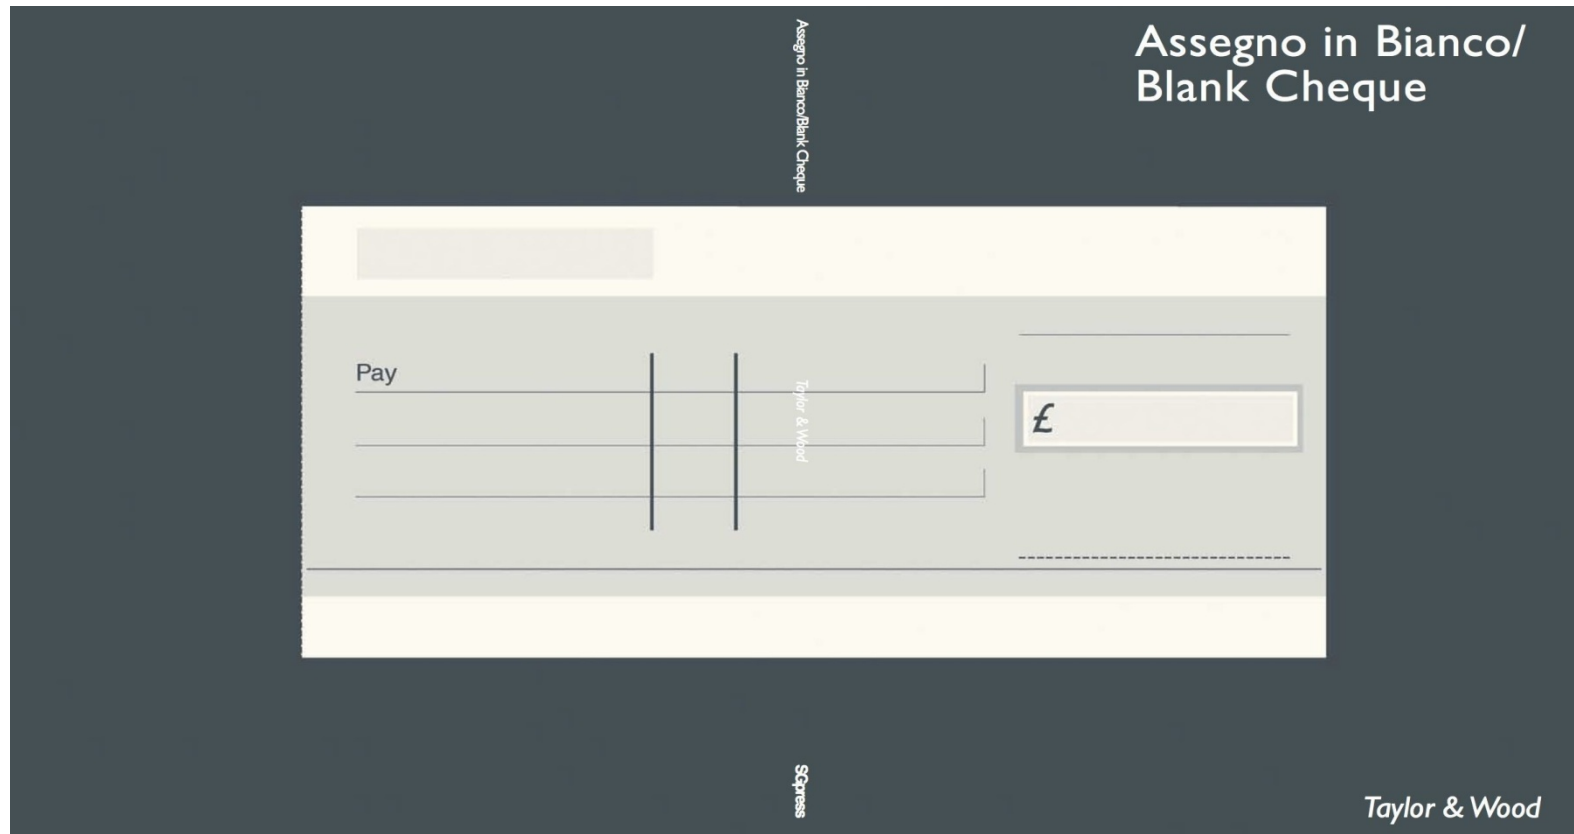 Assegno in Bianco/
Blank Cheque
Assegno in Bianco/Blank Cheque
Pay
Taylor & Wood
£
SGpress
Taylor & Wood